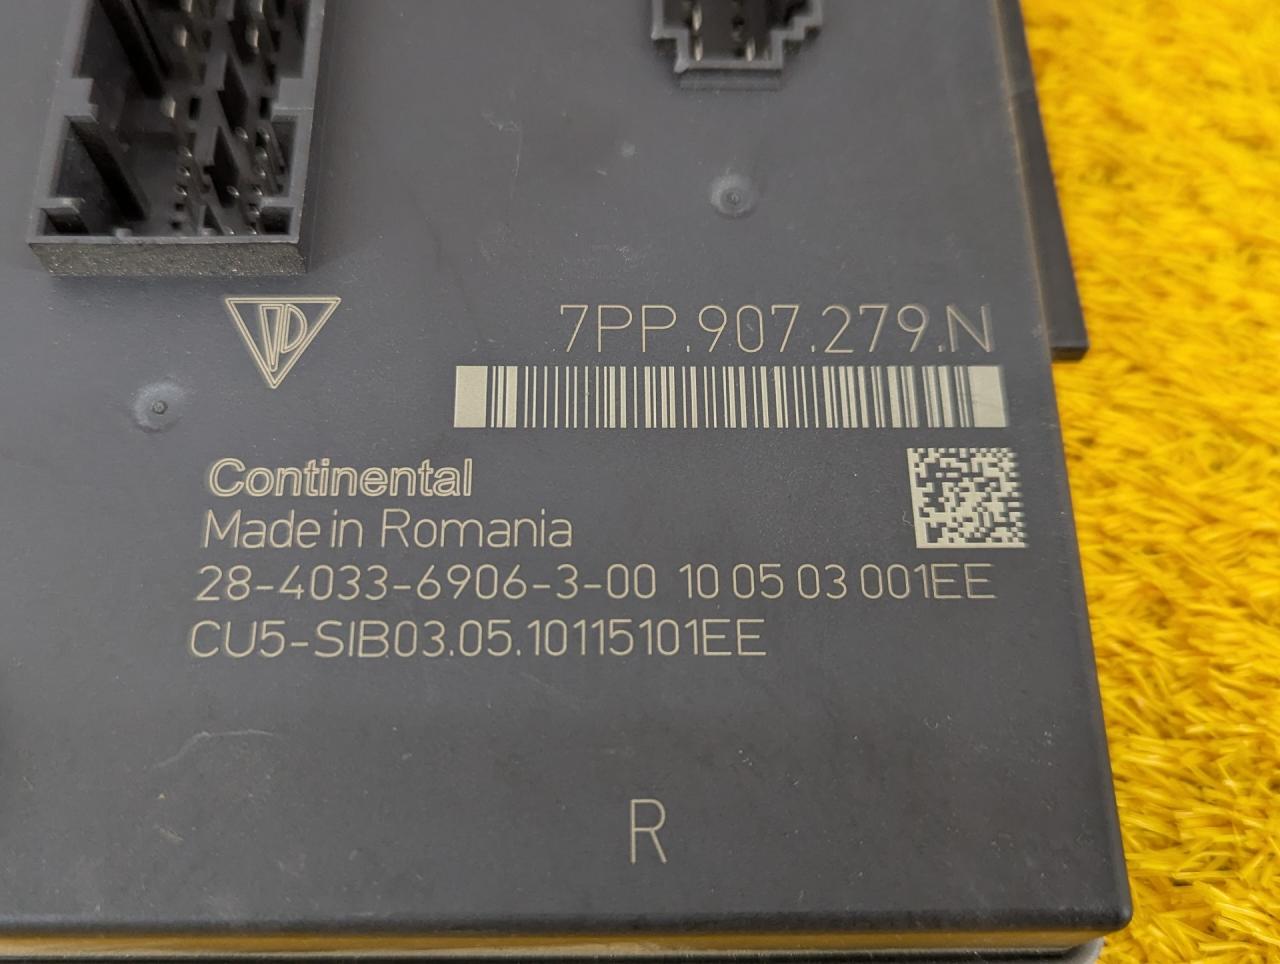 7PP.907.279.N
Continental
Made in Romania
28-4033-6906-3-00 10 05 03 001EE
CU5-SIB03.05.10115101EE
R